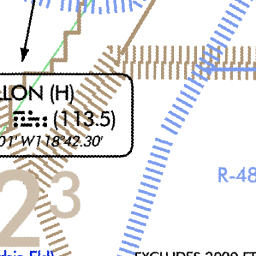 LLON (H)
(113.5)
01' W118°42.30'
R-48
2³
EXCLUDES 2000 FT